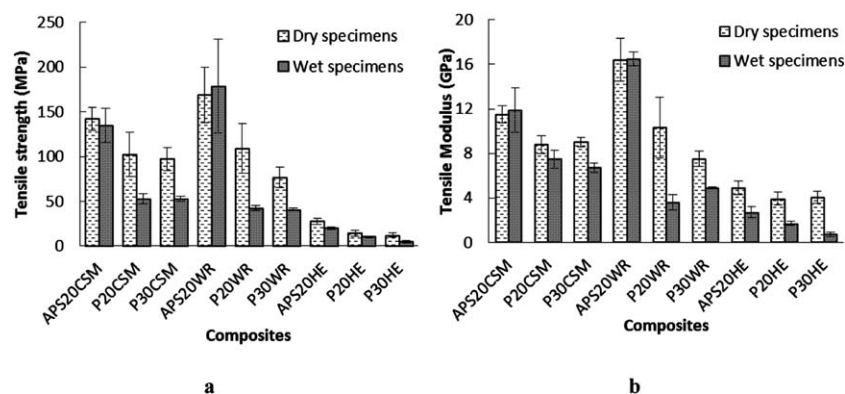 250
200
150
100
50
0
Tensile strength (MPa)
Dry specimens
Wet specimens
APS20CSM
P20CSM
P30CSM
APS20WR
P20WR
P30WR
APS20HE
P20HE
P30HE
Composites
a
20
16
12
8
4
0
Tensile Modulus (GPa)
Dry specimens
Wet specimens
APS20CSM
P20CSM
P30CSM
APS20WR
P20WR
P30WR
APS20HE
P20HE
P30HE
Composites
b